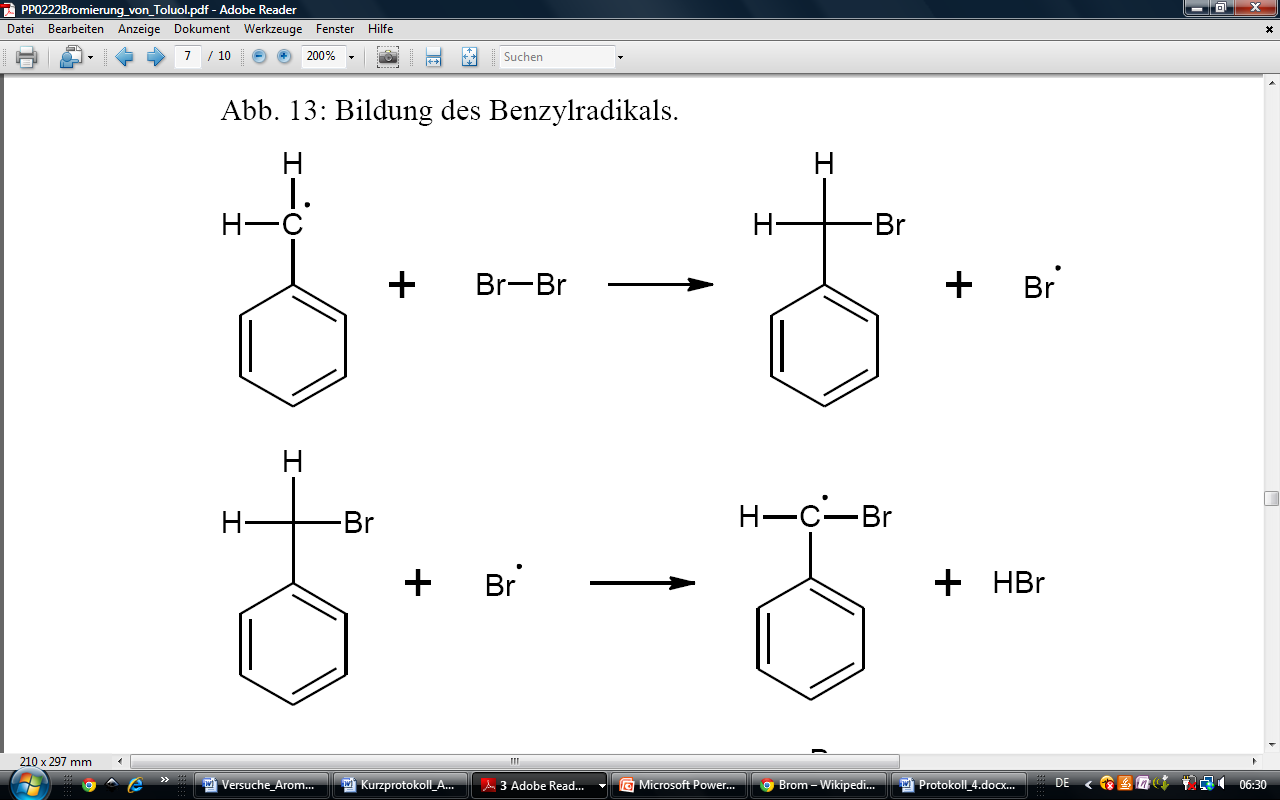 PP0222Bromierung_von_Toluol.pdf - Adobe Reader
Datei Bearbeiten Anzeige Dokument Werkzeuge Fenster Hilfe
7 / 10 200% Suchen
Abb. 13: Bildung des Benzylradikals.
H H
H C H Br
+ Br Br + Br
H
H Br H C Br
+ Br + HBr
210 x 297 mm
Versuche_Arom... Kurzprotokoll_A... 3 Adobe Read... Microsoft Power... Brom – Wikipedi... Protokoll_4.docx... DE 06:30